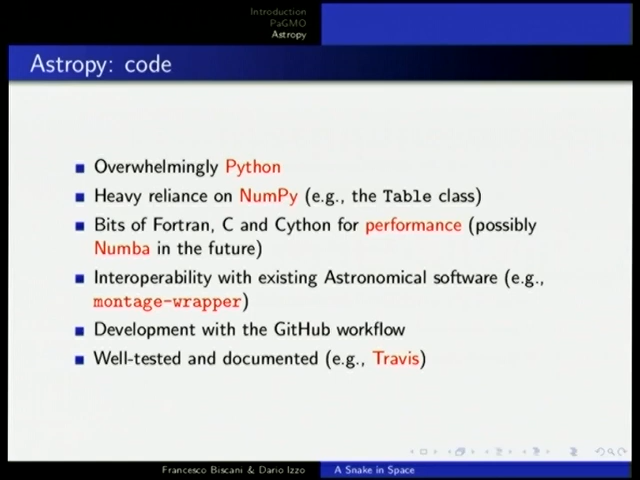 Introduction
PaGMO
Astropy
Astropy: code
Overwhelmingly Python
Heavy reliance on NumPy (e.g., the Table class)
Bits of Fortran, C and Cython for performance (possibly
Numba in the future)
Interoperability with existing Astronomical software (e.g.,
montage-wrapper)
Development with the GitHub workflow
Well-tested and documented (e.g., Travis)
Francesco Biscani & Dario Izzo
A Snake in Space